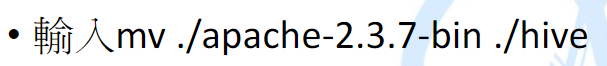 • 輸入mv ./apache-2.3.7-bin ./hive